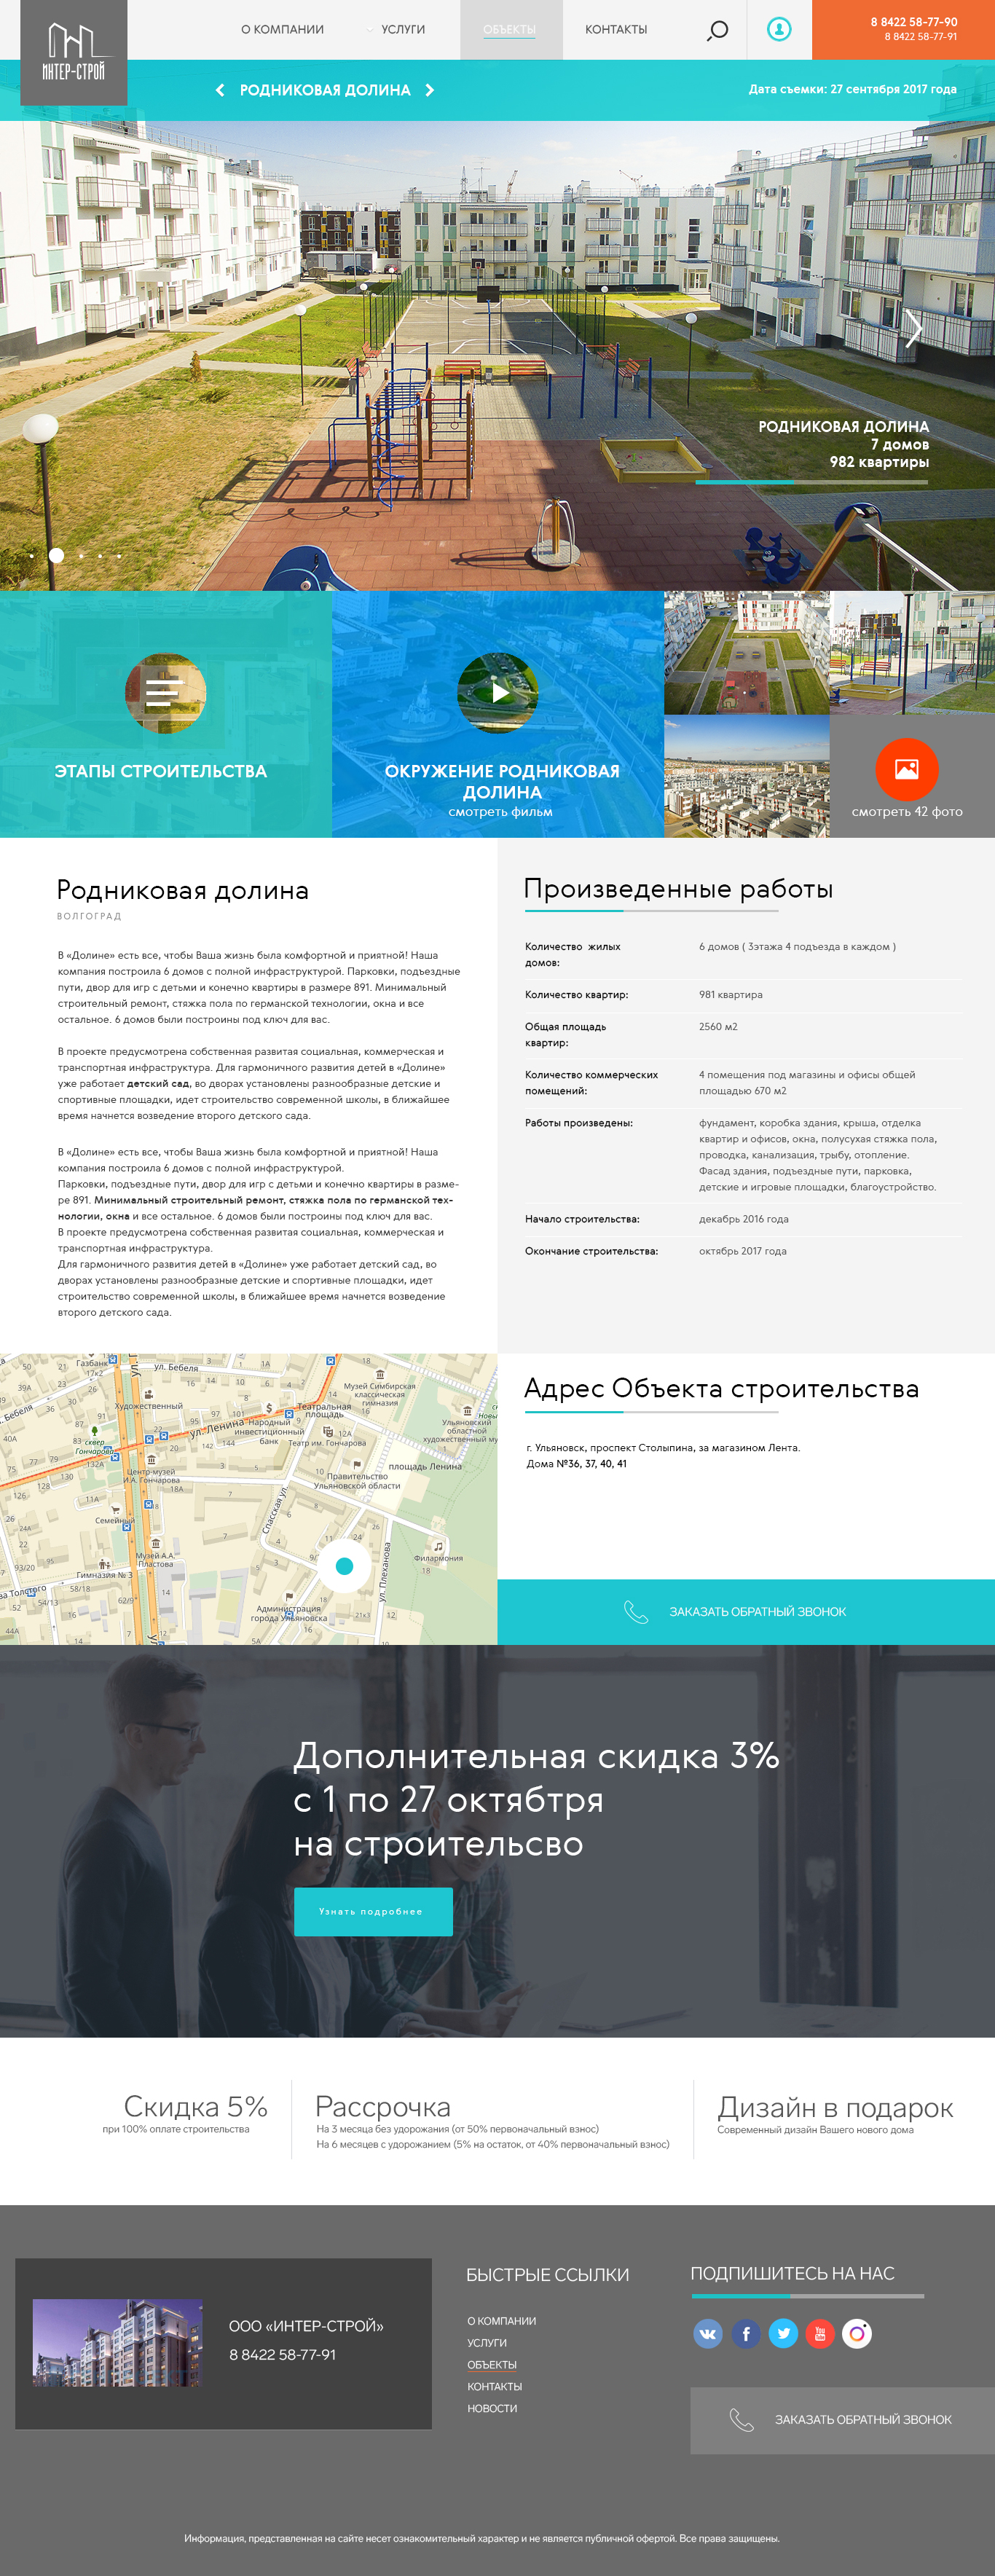 ИНТЕР-СТРОЙ
О КОМПАНИИ
УСЛУГИ
ОБЪЕКТЫ
КОНТАКТЫ
8 8422 58-77-90
8 8422 58-77-91
РОДНИКОВАЯ ДОЛИНА
Дата съемки: 27 сентября 2017 года
РОДНИКОВАЯ ДОЛИНА
7 домов
982 квартиры
ЭТАПЫ СТРОИТЕЛЬСТВА
ОКРУЖЕНИЕ РОДНИКОВАЯ
ДОЛИНА
смотреть фильм
смотреть 42 фото
Родниковая долина
ВОЛГОГРАД
В «Долине» есть все, чтобы Ваша жизнь была комфортной и приятной! Наша
компания построила 6 домов с полной инфраструктурой. Парковки, подъездные
пути, двор для игр с детьми и конечно квартиры в размере 891. Минимальный
строительный ремонт, стяжка пола по германской технологии, окна и все
остальное. 6 домов были построины под ключ для вас.
В проекте предусмотрена собственная развитая социальная, коммерческая и
транспортная инфраструктура. Для гармоничного развития детей в «Долине»
уже работает детский сад, во дворах установлены разнообразные детские и
спортивные площадки, идет строительство современной школы, в ближайшее
время начнется возведение второго детского сада.
В «Долине» есть все, чтобы Ваша жизнь была комфортной и приятной! Наша
компания построила 6 домов с полной инфраструктурой.
Парковки, подъездные пути, двор для игр с детьми и конечно квартиры в разме-
ре 891. Минимальный строительный ремонт, стяжка пола по германской тех-
нологии, окна и все остальное. 6 домов были построины под ключ для вас.
В проекте предусмотрена собственная развитая социальная, коммерческая и
транспортная инфраструктура.
Для гармоничного развития детей в «Долине» уже работает детский сад, во
дворах установлены разнообразные детские и спортивные площадки, идет
строительство современной школы, в ближайшее время начнется возведение
второго детского сада.
Произведенные работы
Количество жилых
домов:
6 домов ( 3этажа 4 подъезда в каждом )
Количество квартир:
981 квартира
Общая площадь
квартир:
2560 м2
Количество коммерческих
помещений:
4 помещения под магазины и офисы общей
площадью 670 м2
Работы произведены:
фундамент, коробка здания, крыша, отделка
квартир и офисов, окна, полусухая стяжка пола,
проводка, канализация, трыбу, отопление.
Фасад здания, подъездные пути, парковка,
детские и игровые площадки, благоустройство.
Начало строительства:
декабрь 2016 года
Окончание строительства:
октябрь 2017 года
Газбанк
17к2
ул. Бебеля
Музей Симбирская
классическая
гимназия
Художественный
Театральная
площадь
ул. Ленина
Народный
инвестиционный
банк
Театр им. Гончарова
Ульяновский
областной
художественный му
сквер
Гончарова
Центр-музей
И.А. Гончарова
площадь Ленина
Правительство
Ульяновской области
Семейный
Спасская ул.
Музей А.А.
Пластова
Гимназия № 3
Филармония
ул. Плеханова
ва Толстого
Администрация
города Ульяновска
Адрес Объекта строительства
г. Ульяновск, проспект Столыпина, за магазином Лента.
Дома №36, 37, 40, 41
ЗАКАЗАТЬ ОБРАТНЫЙ ЗВОНОК
Дополнительная скидка 3%
с 1 по 27 октябтря
на строительсво
Узнать подробнее
Скидка 5%
при 100% оплате строительства
Рассрочка
На 3 месяца без удорожания (от 50% первоначальный взнос)
На 6 месяцев с удорожанием (5% на остаток, от 40% первоначальный взнос)
Дизайн в подарок
Современный дизайн Вашего нового дома
ООО «ИНТЕР-СТРОЙ»
8 8422 58-77-91
БЫСТРЫЕ ССЫЛКИ
О КОМПАНИИ
УСЛУГИ
ОБЪЕКТЫ
КОНТАКТЫ
НОВОСТИ
ПОДПИШИТЕСЬ НА НАС
ЗАКАЗАТЬ ОБРАТНЫЙ ЗВОНОК
Информация, представленная на сайте несет ознакомительный характер и не является публичной офертой. Все права защищены.